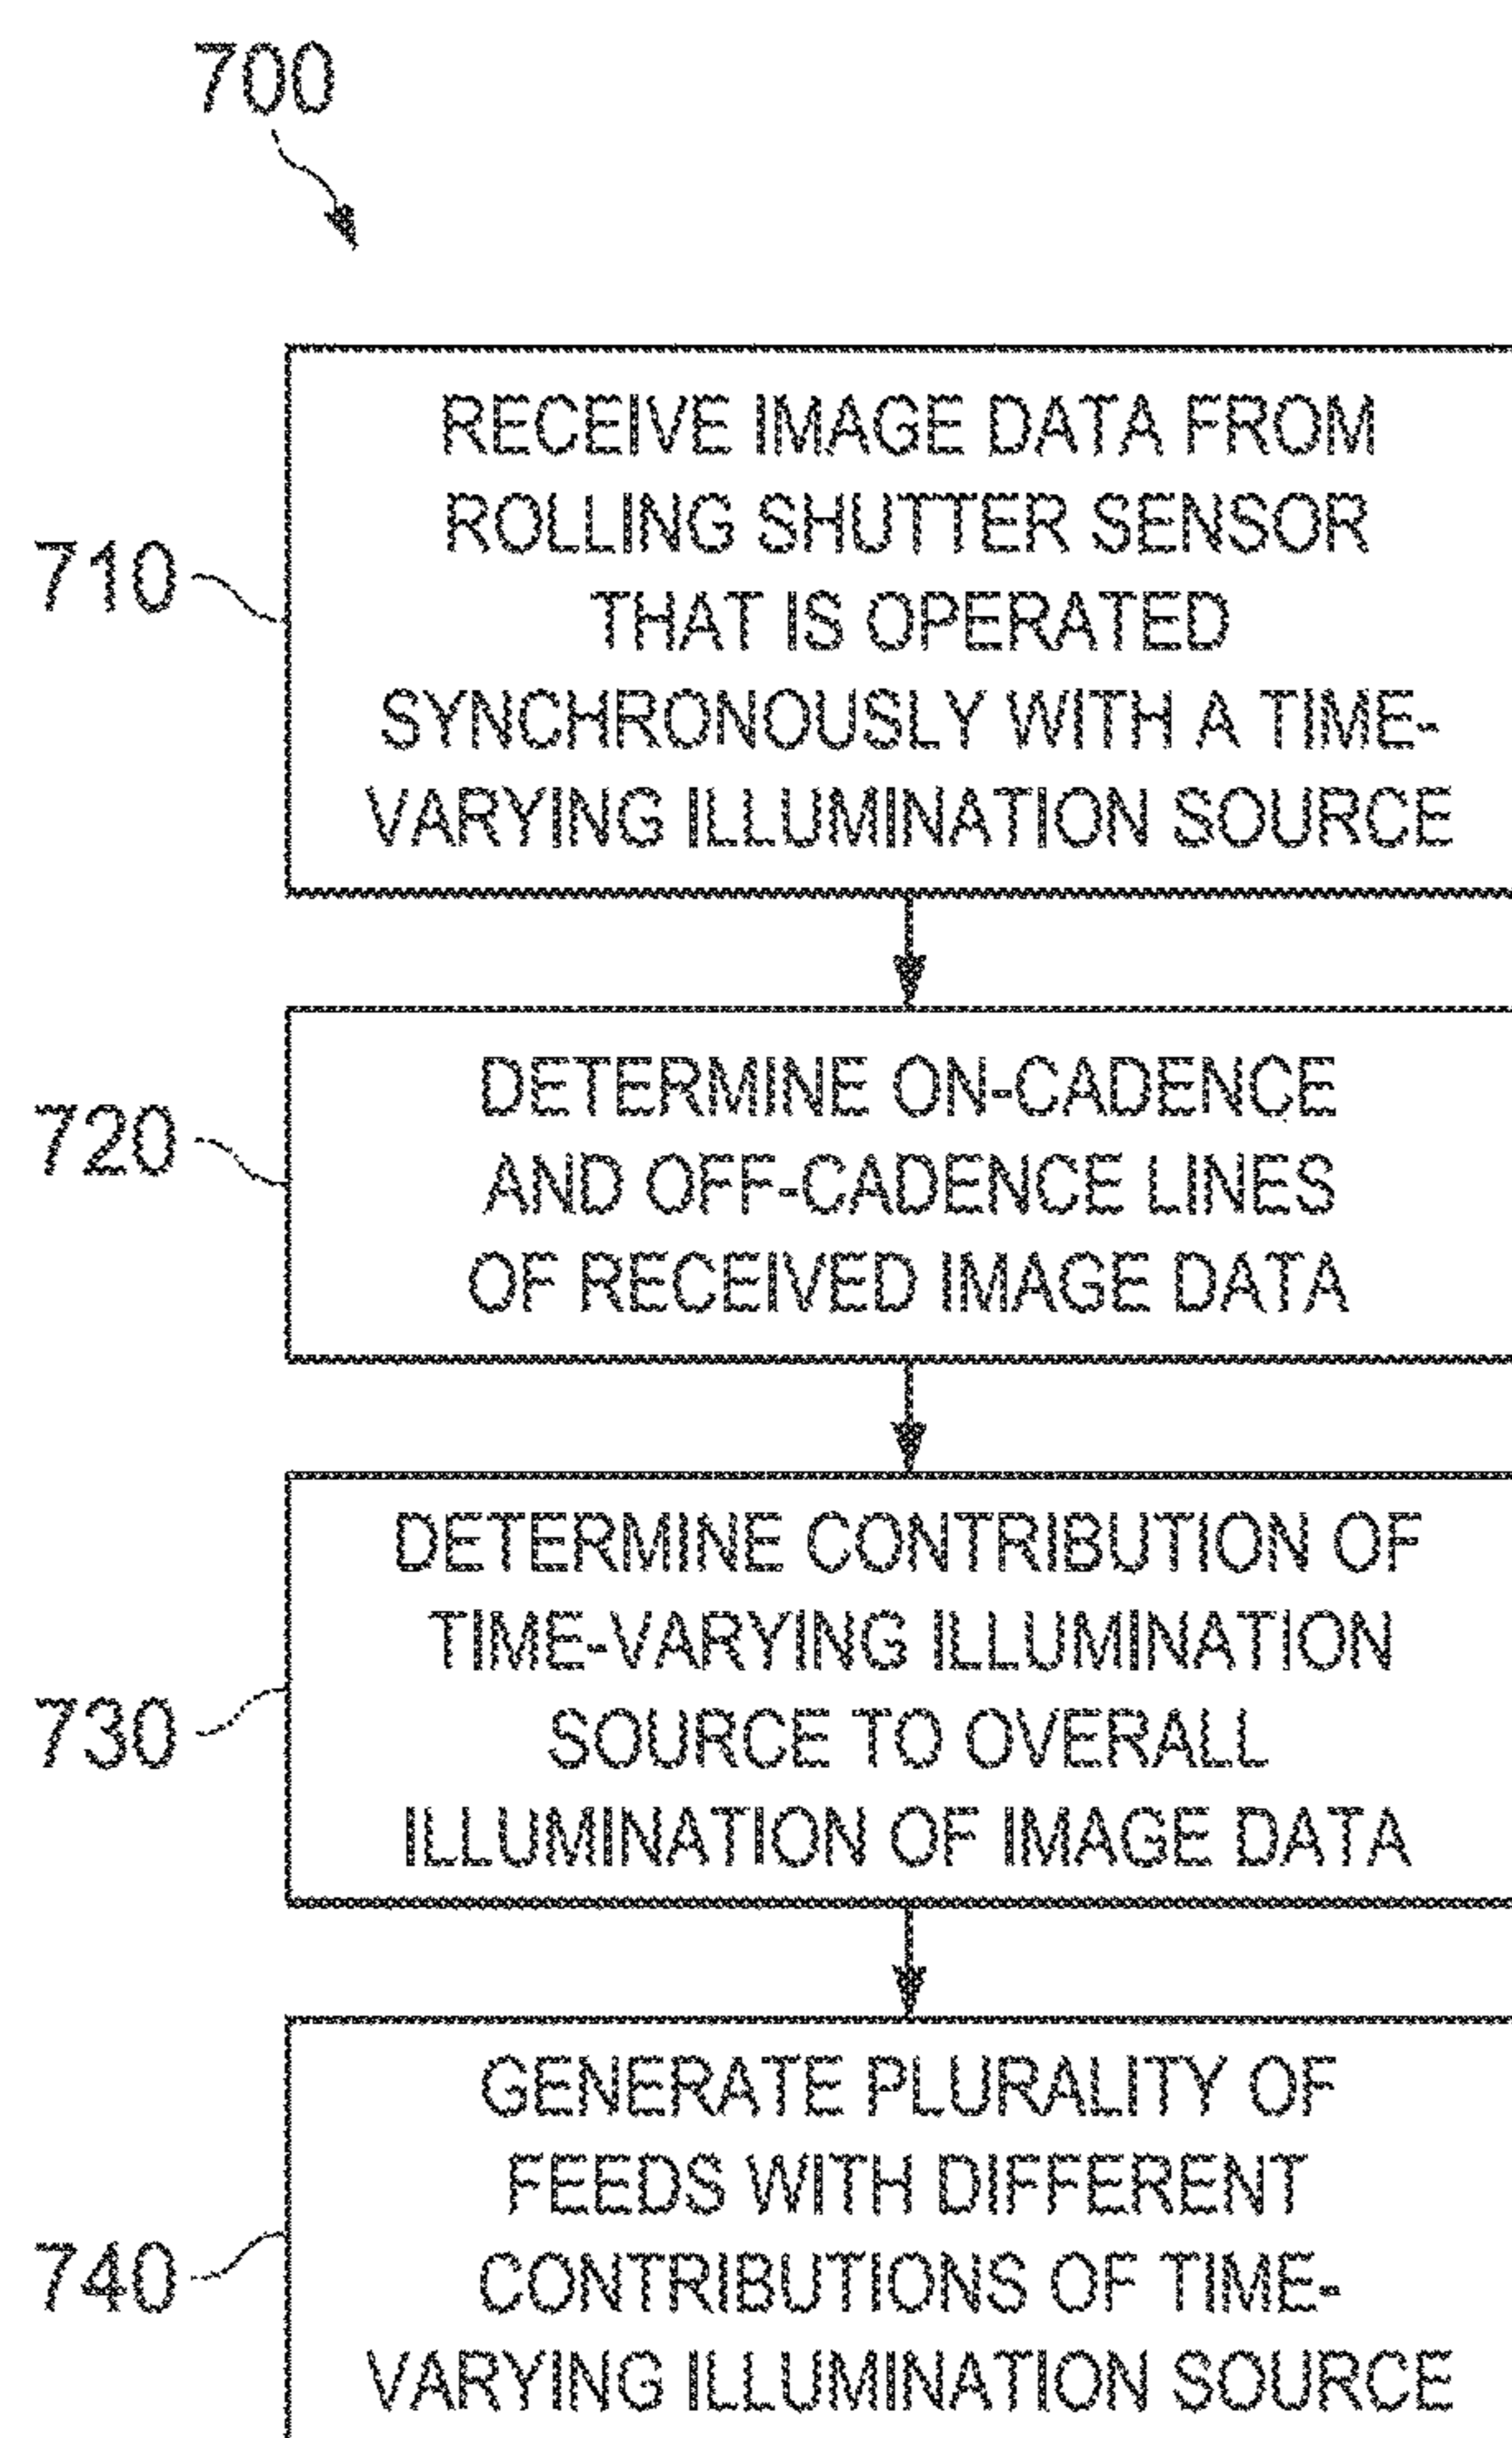 700
710
RECEIVE IMAGE DATA FROM
ROLLING SHUTTER SENSOR
THAT IS OPERATED
SYNCHRONOUSLY WITH A TIME-
VARYING ILLUMINATION SOURCE
720
DETERMINE ON-CADENCE
AND OFF-CADENCE LINES
OF RECEIVED IMAGE DATA
730
DETERMINE CONTRIBUTION OF
TIME-VARYING ILLUMINATION
SOURCE TO OVERALL
ILLUMINATION OF IMAGE DATA
740
GENERATE PLURALITY OF
FEEDS WITH DIFFERENT
CONTRIBUTIONS OF TIME-
VARYING ILLUMINATION SOURCE